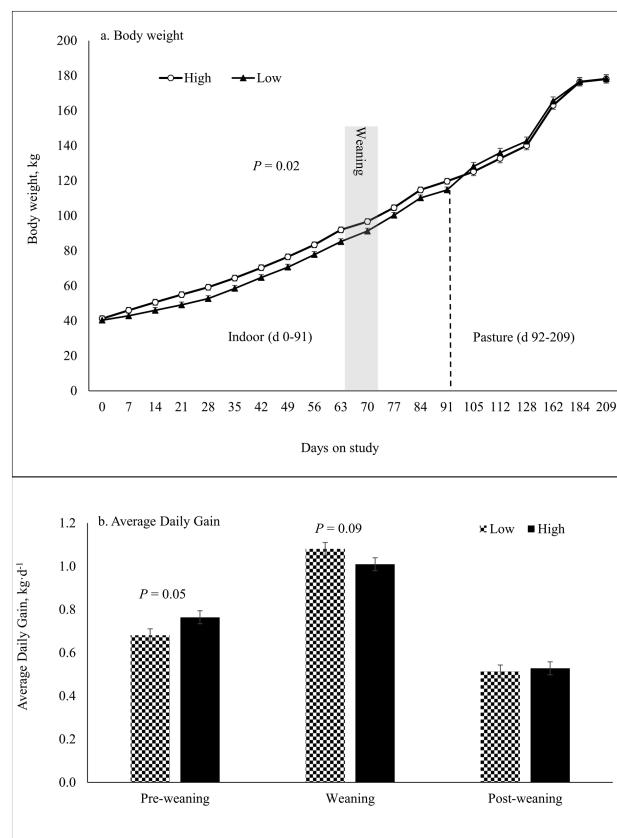 a. Body weight
200
180
160
140
120
100
80
60
40
20
0
Body weight, kg
High
Low
P = 0.02
Weaning
Indoor (d 0-91)
Pasture (d 92-209)
0 7 14 21 28 35 42 49 56 63 70 77 84 91 105 112 128 162 184 209
Days on study
b. Average Daily Gain
1.2
1.0
0.8
0.6
0.4
0.2
0.0
Average Daily Gain, kg·d-1
Low
High
P = 0.05
P = 0.09
Pre-weaning Weaning Post-weaning